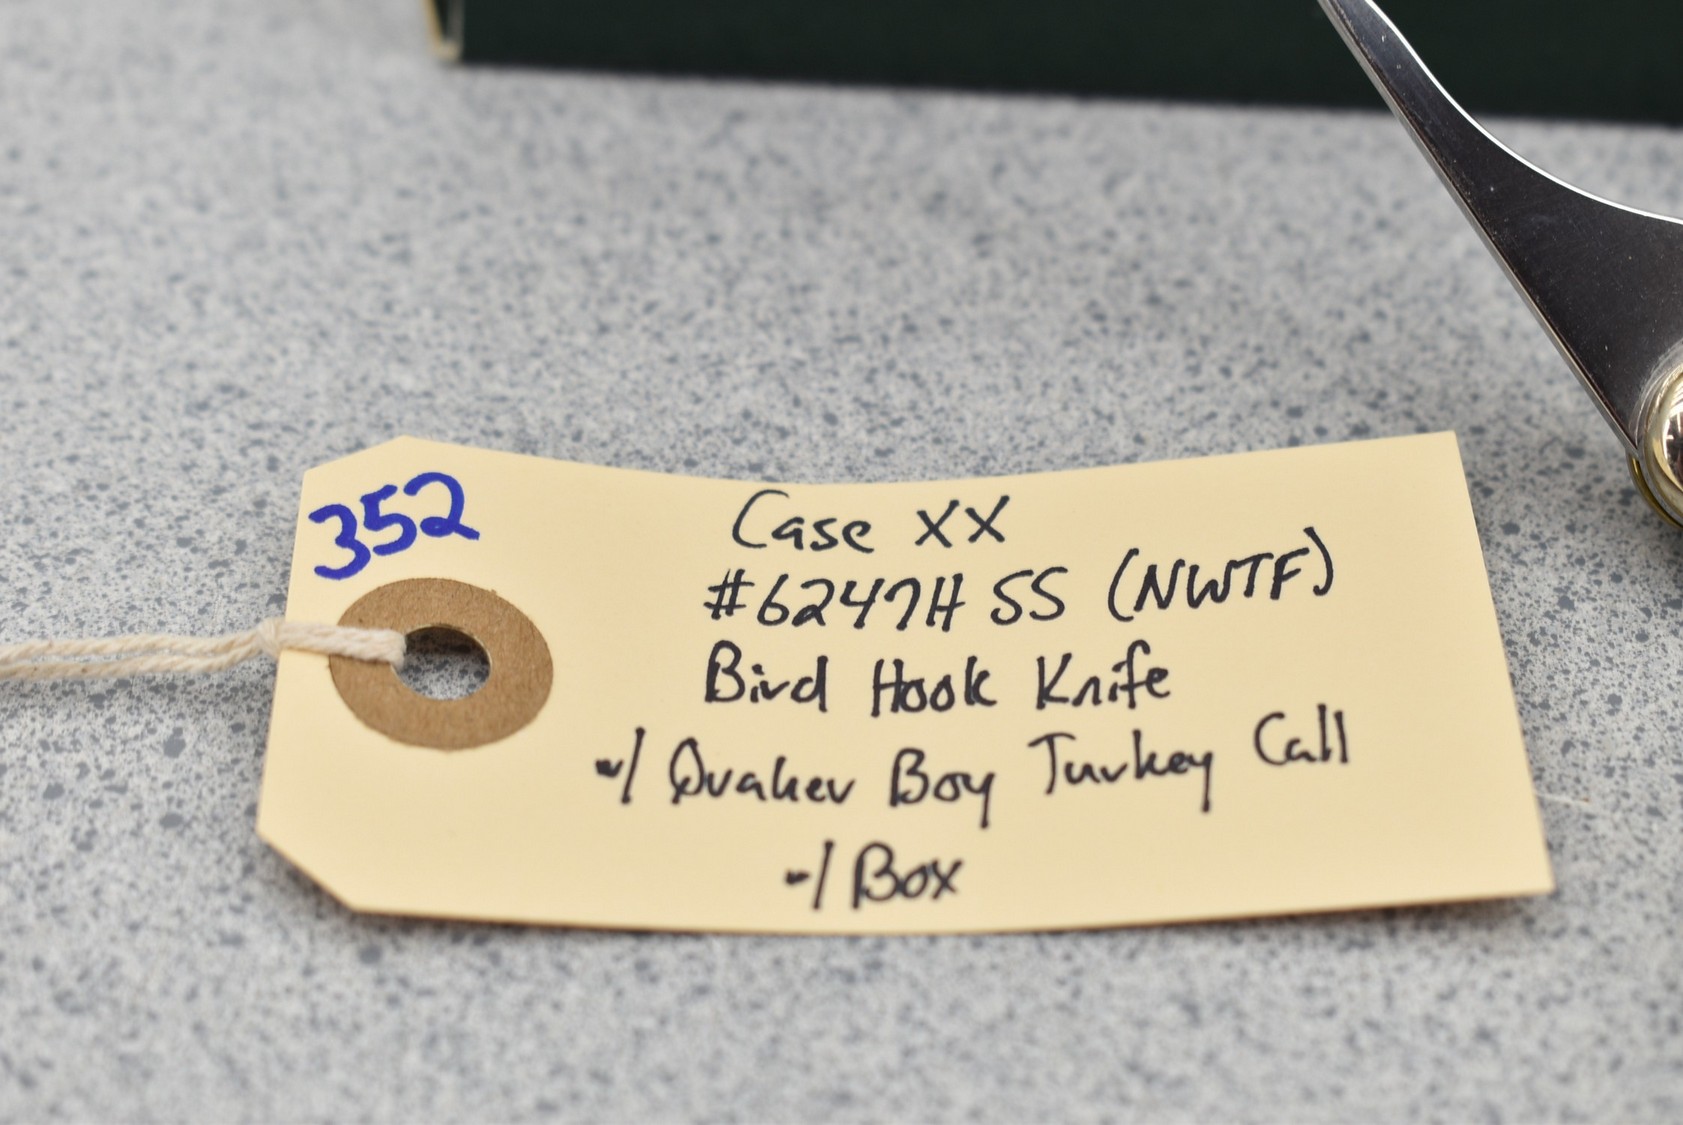 352
Case XX
#6247H SS (NWTF)
Bird Hook Knife
w/ Quaker Boy Turkey Call
w/ Box